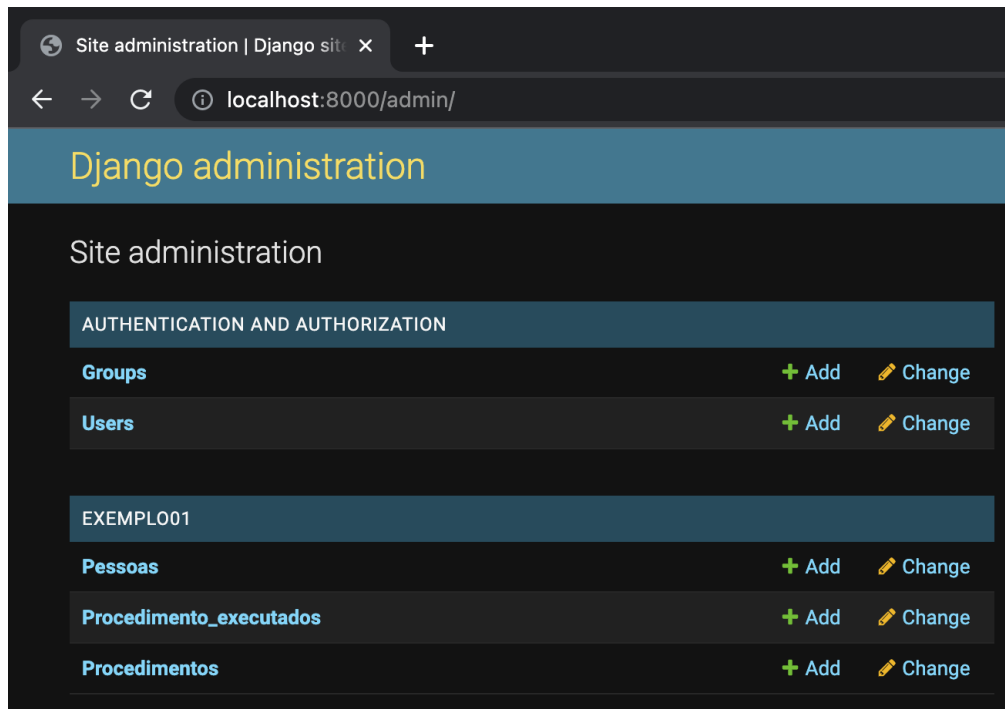 Site administration | Django site
localhost:8000/admin/
Django administration
Site administration
AUTHENTICATION AND AUTHORIZATION
Groups Add Change
Users Add Change
EXEMPLO01
Pessoas Add Change
Procedimento_executados Add Change
Procedimentos Add Change